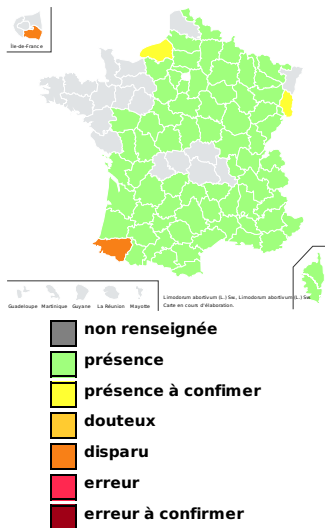 Île-de-France
Guadeloupe Martinique Guyane La Réunion Mayotte
Limodorum abortivum (L.) Sw., Limodorum abortivum (L.) Sw.
Carte en cours d'élaboration.
non renseignée
présence
présence à confimer
douteux
disparu
erreur
erreur à confirmer